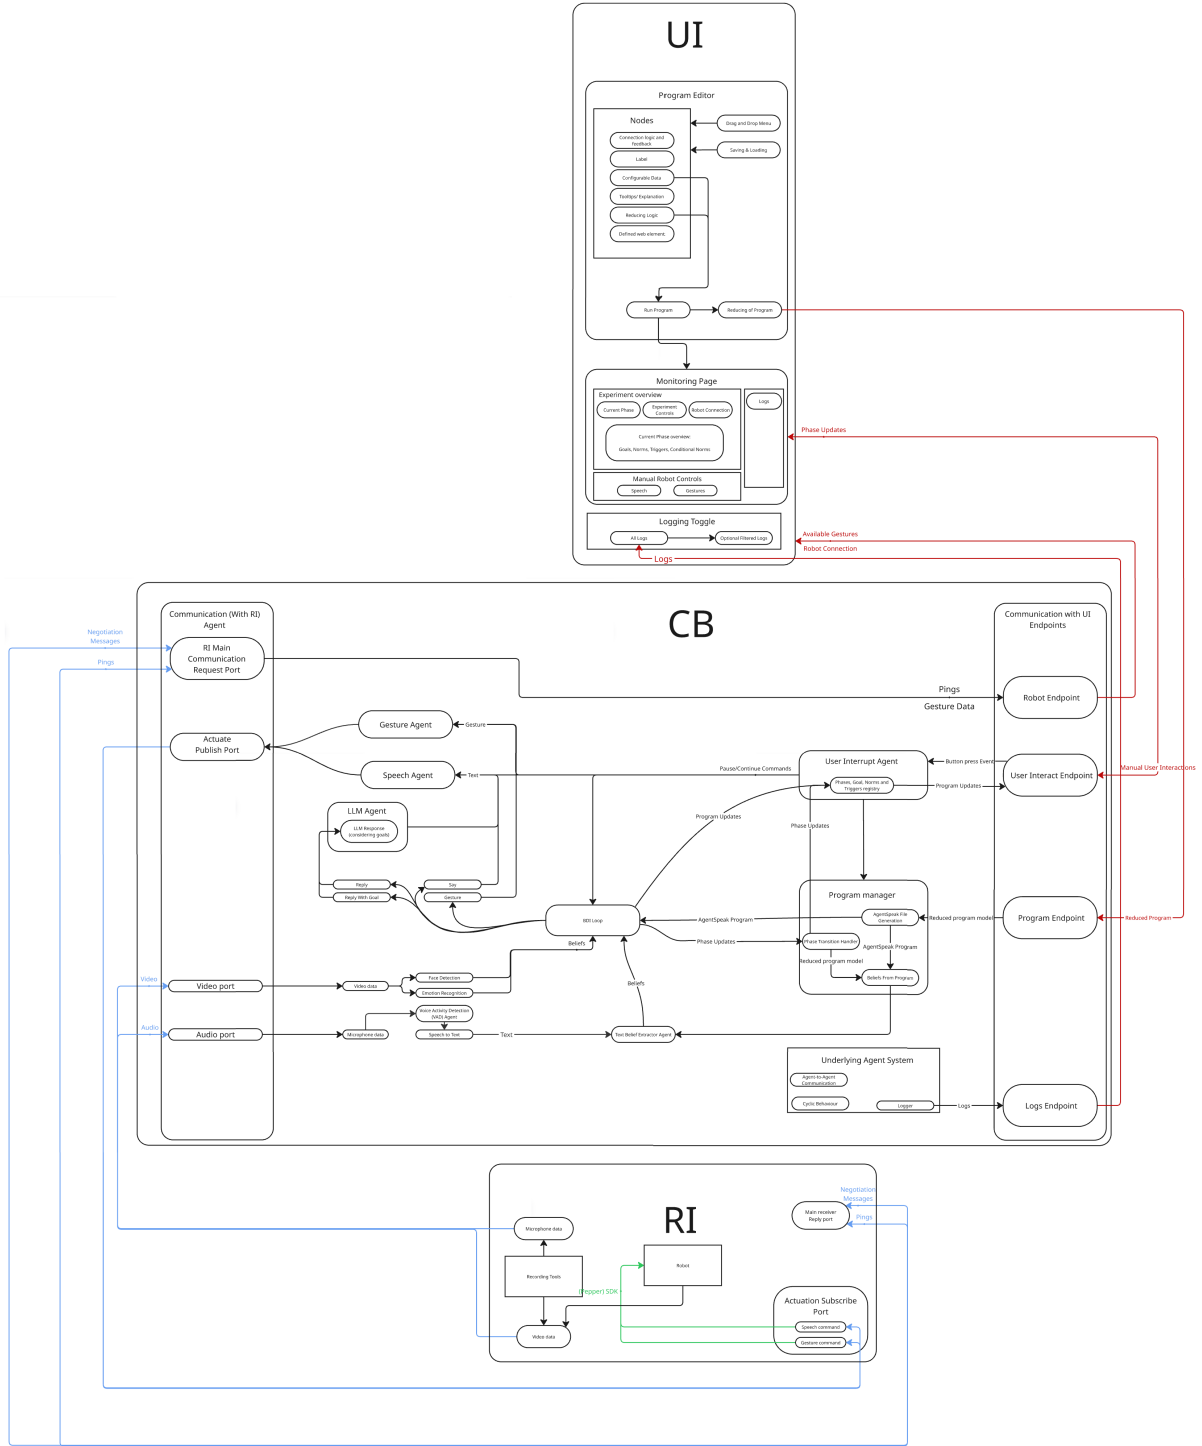 UI
Program Editor
Nodes
Connection logic and
feedback
Label
Configurable Data
Tooltips/ Explanation
Reducing Logic
Defined web element.
Drag and Drop Menu
Saving & Loading
Run Program
Reducing of Program
Monitoring Page
Experiment overview
Current Phase
Experiment
Controls
Robot Connection
Logs
Current Phase overview
Goals, Norms, Triggers, Conditional Norms
Manual Robot Controls
Speech
Gestures
Logging Toggle
All Logs
Optional Filtered Logs
Phase Updates
Available Gestures
Robot Connection
Logs
CB
Communication (With RI)
Agent
RI Main
Communication
Request Port
Negotiation
Messages
Pings
Actuate
Publish Port
Video
Video port
Audio
Audio port
Gesture Agent
Gesture
Speech Agent
Text
LLM Agent
LLM Response
(considering goals)
Reply
Reply With Goal
Say
Gesture
BDI Loop
Beliefs
Video data
Face Detection
Emotion Recognition
Microphone data
Voice Activity Detection
(VAD) Agent
Speech to Text
Text
Text Belief Extractor Agent
Beliefs
Pings
Gesture Data
Pause/Continue Commands
User Interrupt Agent
Phases, Goal, Norms and
Triggers registry
Button press Event
Program Updates
Program Updates
Phase Updates
Program manager
AgentSpeak File
Generation
AgentSpeak Program
Phase Updates
Phase Transition Handler
AgentSpeak Program
Reduced program model
Beliefs From Program
Reduced program model
Underlying Agent System
Agent-to-Agent
Communication
Cyclic Behaviour
Logger
Logs
Communication with UI
Endpoints
Robot Endpoint
User Interact Endpoint
Manual User Interactions
Program Endpoint
Reduced Program
Logs Endpoint
RI
Microphone data
Recording Tools
Video data
Robot
(Pepper) SDK
Negotiation
Messages
Main receiver
Reply port
Pings
Actuation Subscribe
Port
Speech command
Gesture command